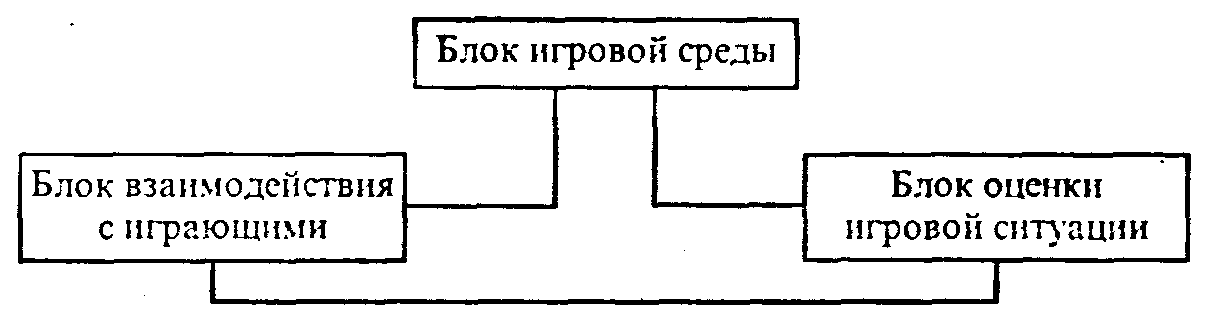 Блок игровой среды
Блок взаимодействия
с играющими
Блок оценки
игровой ситуации